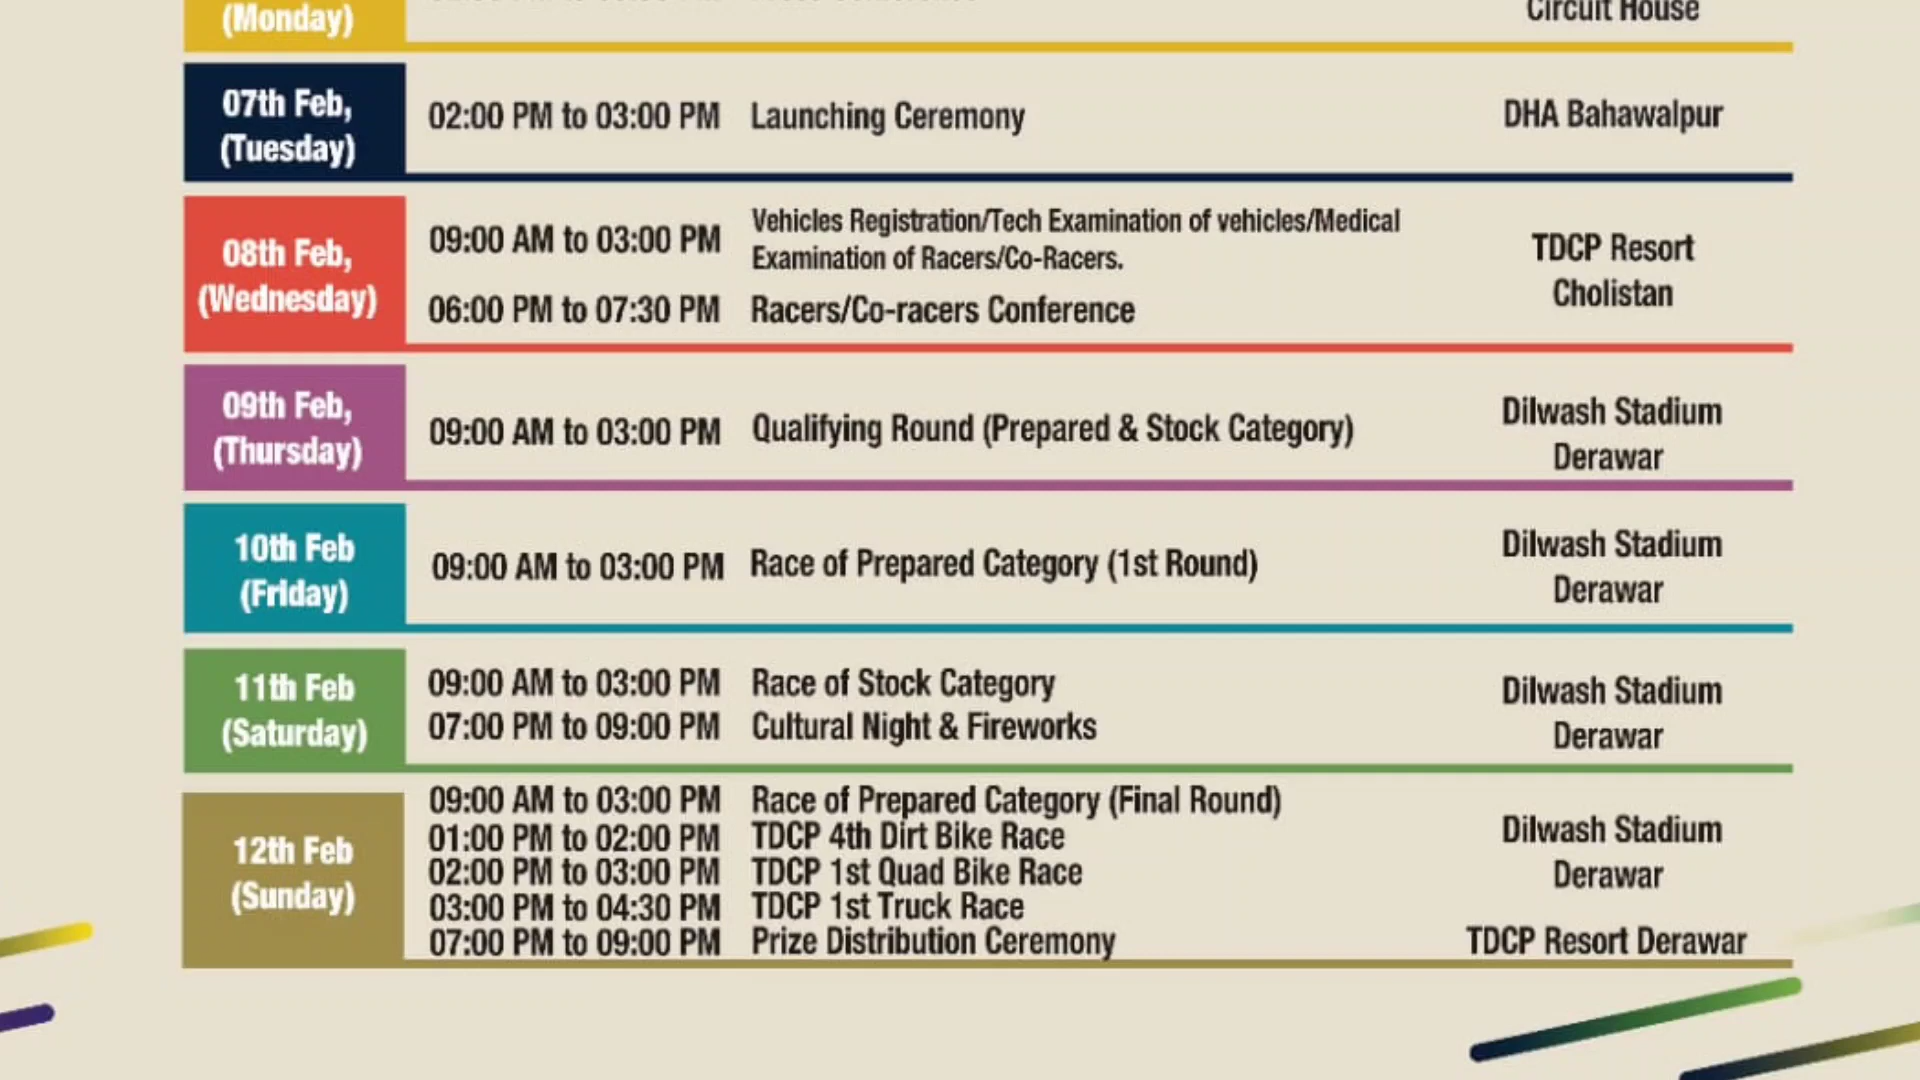 (Monday)
Circuit House
07th Feb,
(Tuesday)
02:00 PM to 03:00 PM Launching Ceremony
DHA Bahawalpur
08th Feb,
(Wednesday)
09:00 AM to 03:00 PM
Vehicles Registration/Tech Examination of vehicles/Medical
Examination of Racers/Co-Racers.
06:00 PM to 07:30 PM Racers/Co-racers Conference
TDCP Resort
Cholistan
09th Feb,
(Thursday)
09:00 AM to 03:00 PM Qualifying Round (Prepared & Stock Category)
Dilwash Stadium
Derawar
10th Feb
(Friday)
09:00 AM to 03:00 PM Race of Prepared Category (1st Round)
Dilwash Stadium
Derawar
11th Feb
(Saturday)
09:00 AM to 03:00 PM Race of Stock Category
07:00 PM to 09:00 PM Cultural Night & Fireworks
Dilwash Stadium
Derawar
12th Feb
(Sunday)
09:00 AM to 03:00 PM Race of Prepared Category (Final Round)
01:00 PM to 02:00 PM TDCP 4th Dirt Bike Race
02:00 PM to 03:00 PM TDCP 1st Quad Bike Race
03:00 PM to 04:30 PM TDCP 1st Truck Race
07:00 PM to 09:00 PM Prize Distribution Ceremony
Dilwash Stadium
Derawar
TDCP Resort Derawar